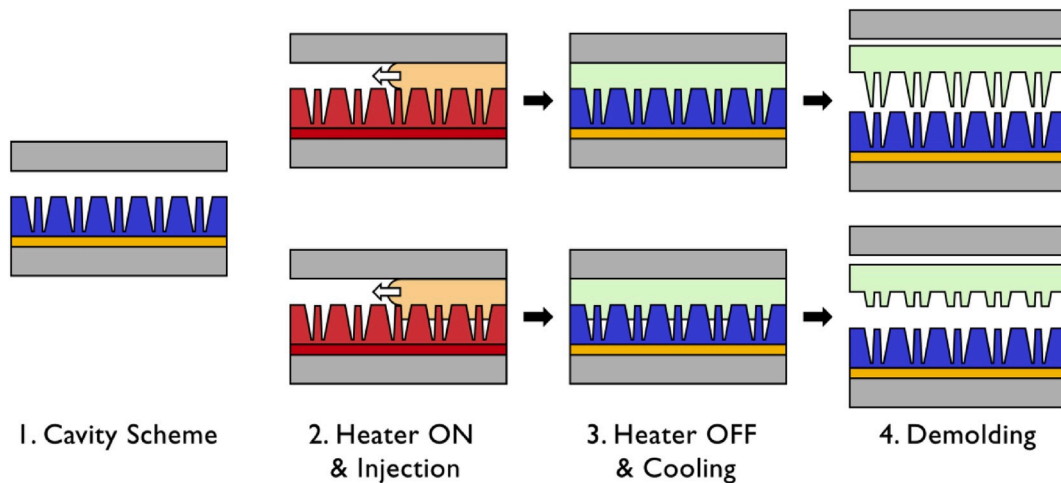 1. Cavity Scheme
2. Heater ON
& Injection
3. Heater OFF
& Cooling
4. Demolding